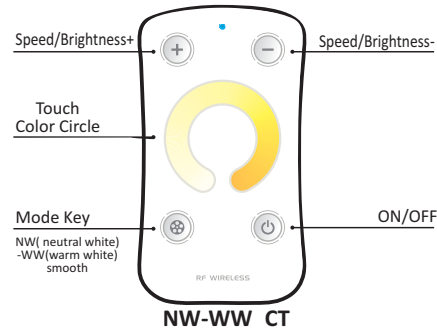 Speed/Brightness+
Speed/Brightness-
Touch
Color Circle
Mode Key
NW( neutral white)
-WW(warm white)
smooth
ON/OFF
RF WIRELESS
NW-WW CT